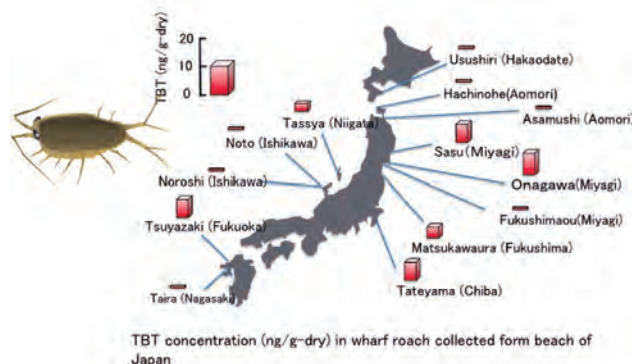 TBT (ng/g-dry)
20
10
0
Usushiri (Hakaodate)
Hachinohe(Aomori)
Asamushi (Aomori)
Tassya (Niigata)
Noto (Ishikawa)
Sasu (Miyagi)
Noroshi (Ishikawa)
Onagawa(Miyagi)
Tsuyazaki (Fukuoka)
Fukushimaou(Miyagi)
Matsukawaura (Fukushima)
Tateyama (Chiba)
Taira (Nagasaki)
TBT concentration (ng/g-dry) in wharf roach collected form beach of
Japan